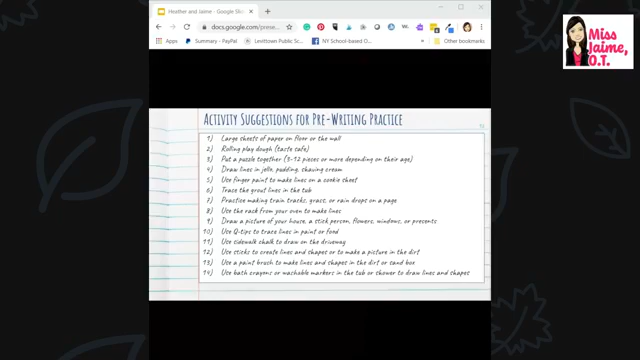 Heather and Jaime - Google Sli
docs.google.com/prese...
Apps
Summary - PayPal
Levittown Public Sc...
NY School-based O...
Other bookmarks
Miss
Jaime,
O.T.
Activity Suggestions for Pre-Writing Practice
1) Large sheets of paper on floor or the wall
2) Rolling play dough (taste safe)
3) Put a puzzle together (3-12 pieces or more depending on their age)
4) Draw lines in jelle, pudding, shaving cream
5) Use finger paint to make lines on a cookie sheet
6) Trace the grout lines in the tub
7) Practice making train tracks, grass, or rain drops on a page
8) Use the rack from your oven to make lines
9) Draw a picture of your house, a stick person, flowers, windows, or presents
10) Use Q-tips to trace lines in paint or food
11) Use sidewalk chalk to draw on the driveway
12) Use sticks to create lines and shapes or to make a picture in the dirt
13) Use a paint brush to make lines and shapes in the dirt or sand box
14) Use bath crayons or washable markers in the tub or shower to draw lines and shapes